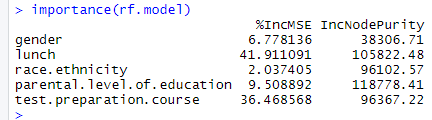 > importance(rf.model)
%IncMSE IncNodePurity
gender 6.778136 38306.71
lunch 41.911091 105822.48
race.ethnicity 2.037405 96102.57
parental.level.of.education 9.508892 118778.41
test.preparation.course 36.468568 96367.22
>